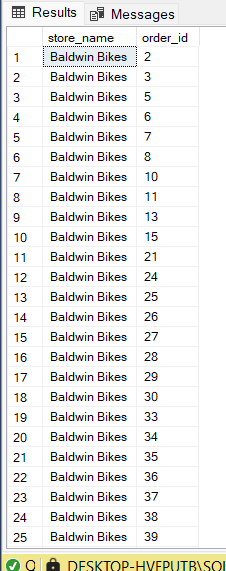 Results Messages
store_name order_id
1 Baldwin Bikes 2
2 Baldwin Bikes 3
3 Baldwin Bikes 5
4 Baldwin Bikes 6
5 Baldwin Bikes 7
6 Baldwin Bikes 8
7 Baldwin Bikes 10
8 Baldwin Bikes 11
9 Baldwin Bikes 13
10 Baldwin Bikes 15
11 Baldwin Bikes 21
12 Baldwin Bikes 24
13 Baldwin Bikes 25
14 Baldwin Bikes 26
15 Baldwin Bikes 27
16 Baldwin Bikes 28
17 Baldwin Bikes 29
18 Baldwin Bikes 30
19 Baldwin Bikes 33
20 Baldwin Bikes 34
21 Baldwin Bikes 35
22 Baldwin Bikes 36
23 Baldwin Bikes 37
24 Baldwin Bikes 38
25 Baldwin Bikes 39